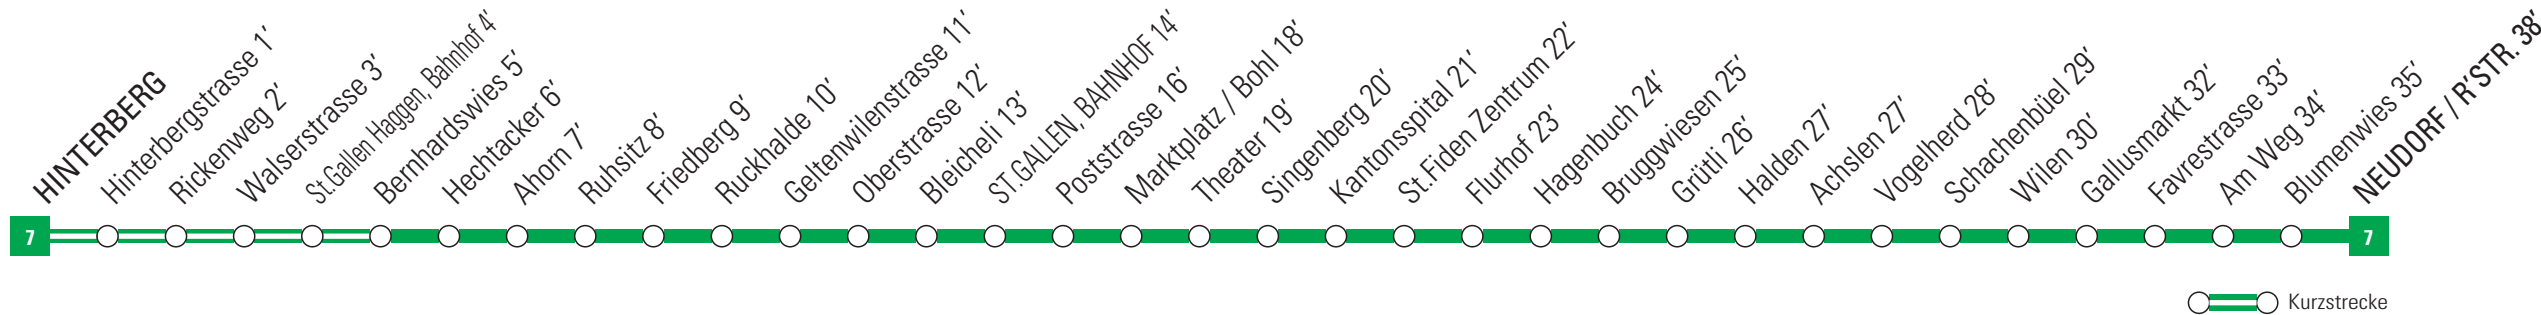 HINTERBERG
Hinterbergstrasse 1′
Rickenweg 2′
Walserstrasse 3′
St.Gallen Haggen, Bahnhof 4′
Bernhardswies 5′
Hechtacker 6′
Ahorn 7′
Ruhsitz 8′
Friedberg 9′
Ruckhalde 10′
Geltenwilenstrasse 11′
Oberstrasse 12′
Bleicheli 13′
ST.GALLEN, BAHNHOF 14′
Poststrasse 16′
Marktplatz / Bohl 18′
Theater 19′
Singenberg 20′
Kantonsspital 21′
St.Fiden Zentrum 22′
Flurhof 23′
Hagenbuch 24′
Bruggwiesen 25′
Grütli 26′
Halden 27′
Achslen 27′
Vogelherd 28′
Schachenbüel 29′
Wilen 30′
Gallusmarkt 32′
Favrestrasse 33′
Am Weg 34′
Blumenwies 35′
NEUDORF / R'STR. 38′
7
7
Kurzstrecke